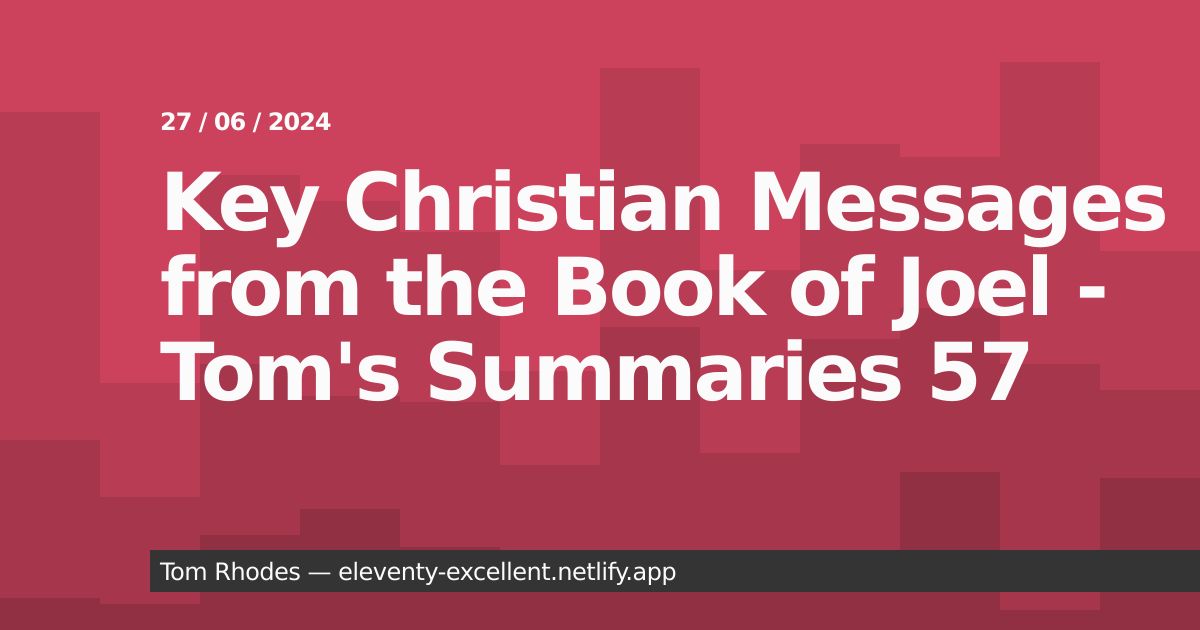 27 / 06 / 2024
Key Christian Messages
from the Book of Joel -
Tom's Summaries 57
Tom Rhodes — eleventy-excellent.netlify.app